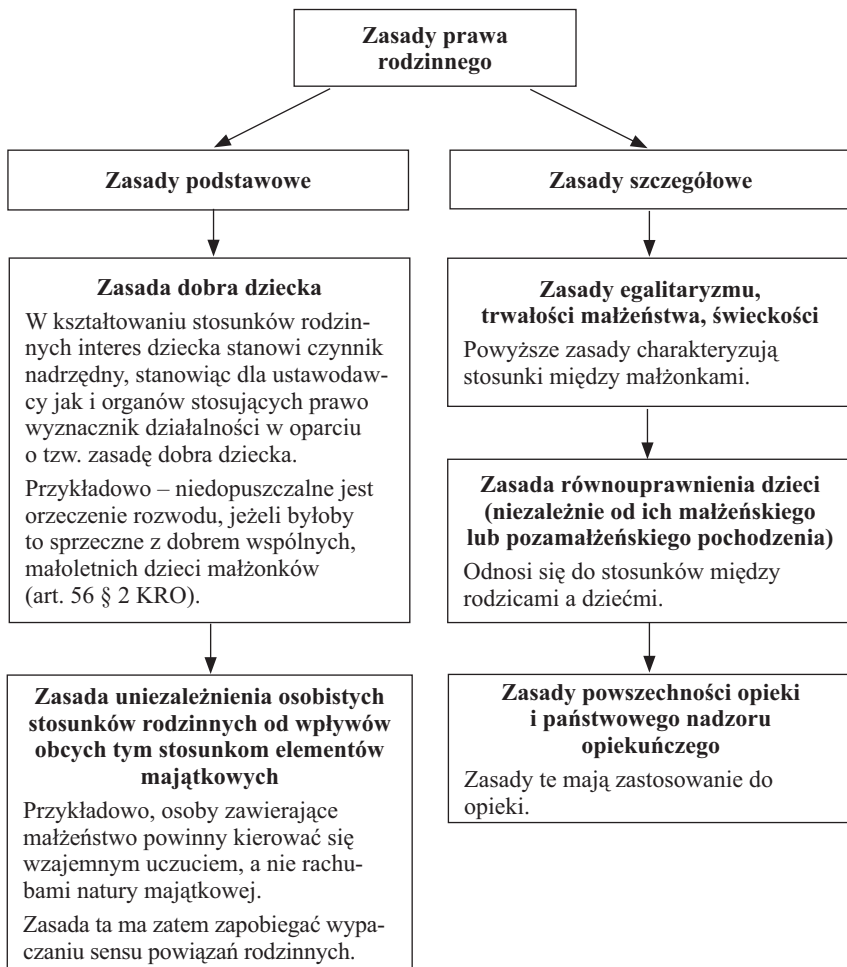 Zasady prawa
rodzinnego
Zasady podstawowe
Zasady szczegółowe
Zasada dobra dziecka
W kształtowaniu stosunków rodzin-
nych interes dziecka stanowi czynnik
nadrzędny, stanowiąc dla ustawodaw-
cy jak i organów stosujących prawo
wyznacznik działalności w oparciu
o tzw. zasadę dobra dziecka.
Przykładowo – niedopuszczalne jest
orzeczenie rozwodu, jeżeli byłoby
to sprzeczne z dobrem wspólnych,
małoletnich dzieci małżonków
(art. 56 § 2 KRO).
Zasada uniezależnienia osobistych
stosunków rodzinnych od wpływów
obcych tym stosunkom elementów
majątkowych
Przykładowo, osoby zawierające
małżeństwo powinny kierować się
wzajemnym uczuciem, a nie rachu-
bami natury majątkowej.
Zasada ta ma zatem zapobiegać wypa-
czaniu sensu powiązań rodzinnych.
Zasady egalitaryzmu,
trwałości małżeństwa, świeckości
Powyższe zasady charakteryzują
stosunki między małżonkami.
Zasada równouprawnienia dzieci
(niezależnie od ich małżeńskiego
lub pozamałżeńskiego pochodzenia)
Odnosi się do stosunków między
rodzicami a dziećmi.
Zasady powszechności opieki
i państwowego nadzoru
opiekuńczego
Zasady te mają zastosowanie do
opieki.